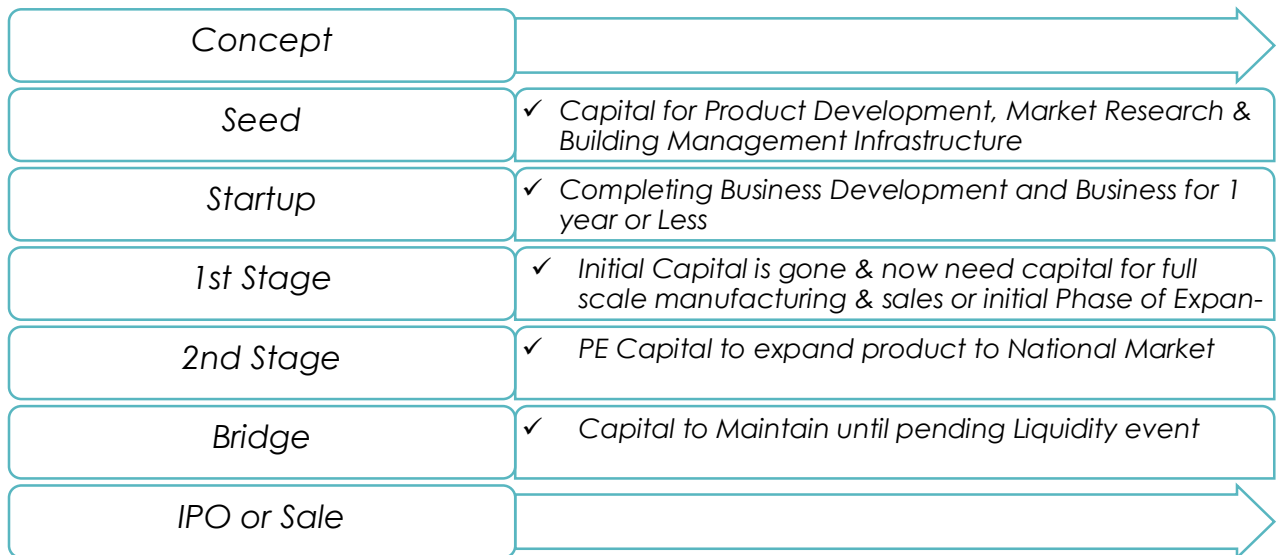 Concept
Seed
✓ Capital for Product Development, Market Research &
Building Management Infrastructure
Startup
✓ Completing Business Development and Business for 1
year or Less
1st Stage
✓ Initial Capital is gone & now need capital for full
scale manufacturing & sales or initial Phase of Expan-
2nd Stage
✓ PE Capital to expand product to National Market
Bridge
✓ Capital to Maintain until pending Liquidity event
IPO or Sale